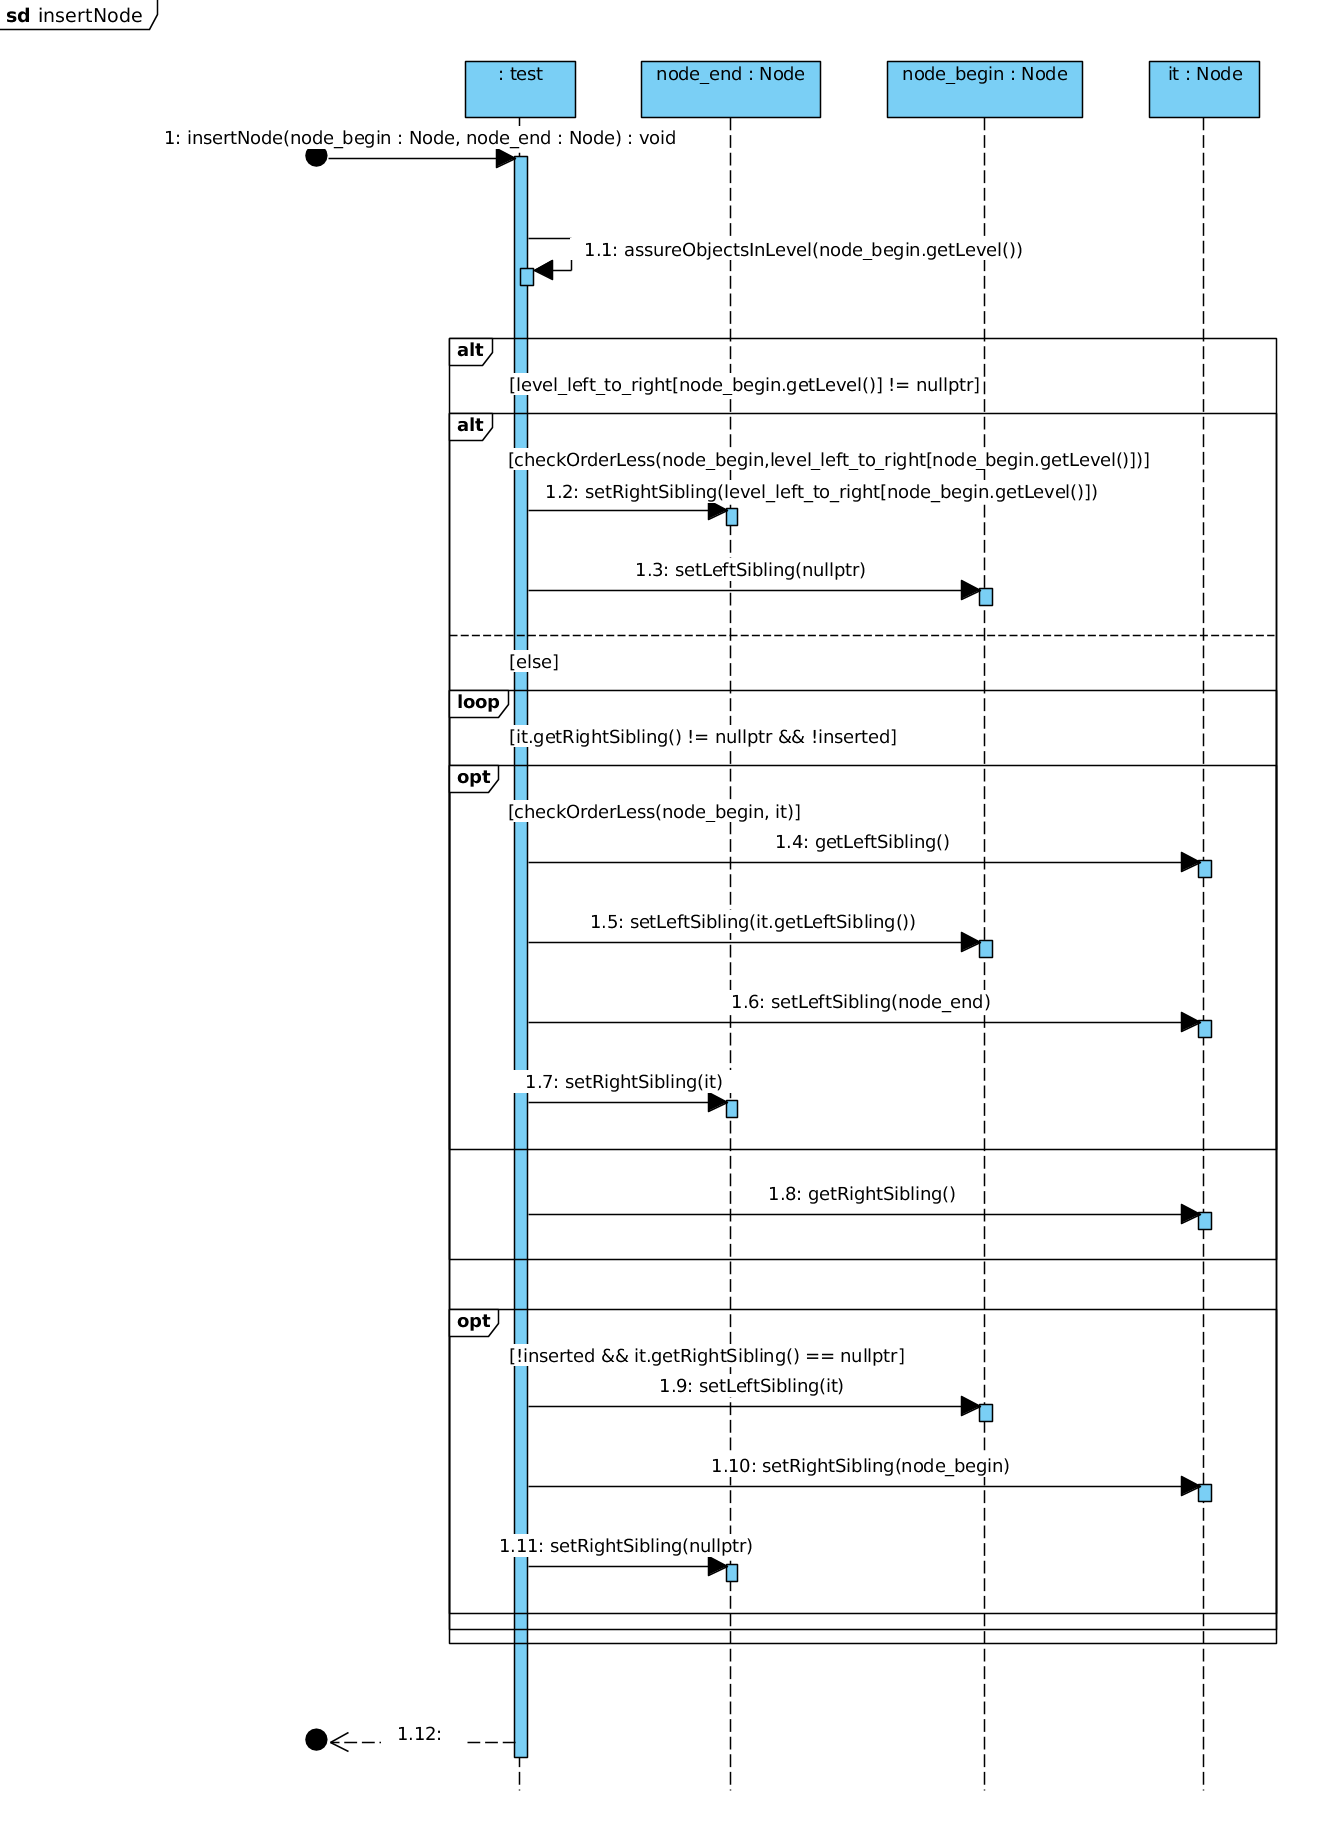 sd insertNode
: test
node_end : Node
node_begin : Node
it : Node
1: insertNode(node_begin : Node, node_end : Node) : void
1.1: assureObjectsInLevel(node_begin.getLevel())
alt
[level_left_to_right[node_begin.getLevel()] != nullptr]
alt
[checkOrderLess(node_begin,level_left_to_right[node_begin.getLevel()])]
1.2: setRightSibling(level_left_to_right[node_begin.getLevel()])
1.3: setLeftSibling(nullptr)
[else]
loop
[it.getRightSibling() != nullptr && !inserted]
opt
[checkOrderLess(node_begin, it)]
1.4: getLeftSibling()
1.5: setLeftSibling(it.getLeftSibling())
1.6: setLeftSibling(node_end)
1.7: setRightSibling(it)
1.8: getRightSibling()
opt
[!inserted && it.getRightSibling() == nullptr]
1.9: setLeftSibling(it)
1.10: setRightSibling(node_begin)
1.11: setRightSibling(nullptr)
1.12: